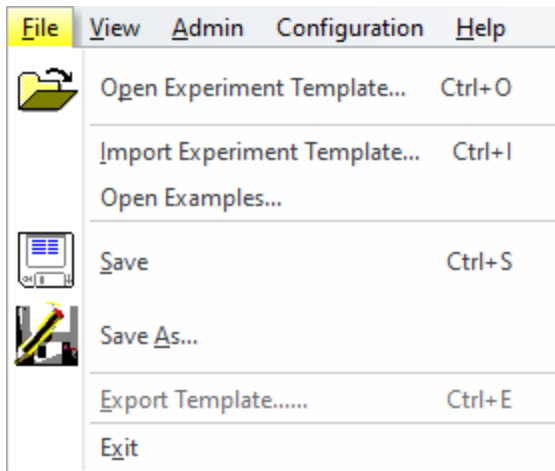 File View Admin Configuration Help
Open Experiment Template... Ctrl+O
Import Experiment Template... Ctrl+I
Open Examples...
Save Ctrl+S
Save As...
Export Template...... Ctrl+E
Exit